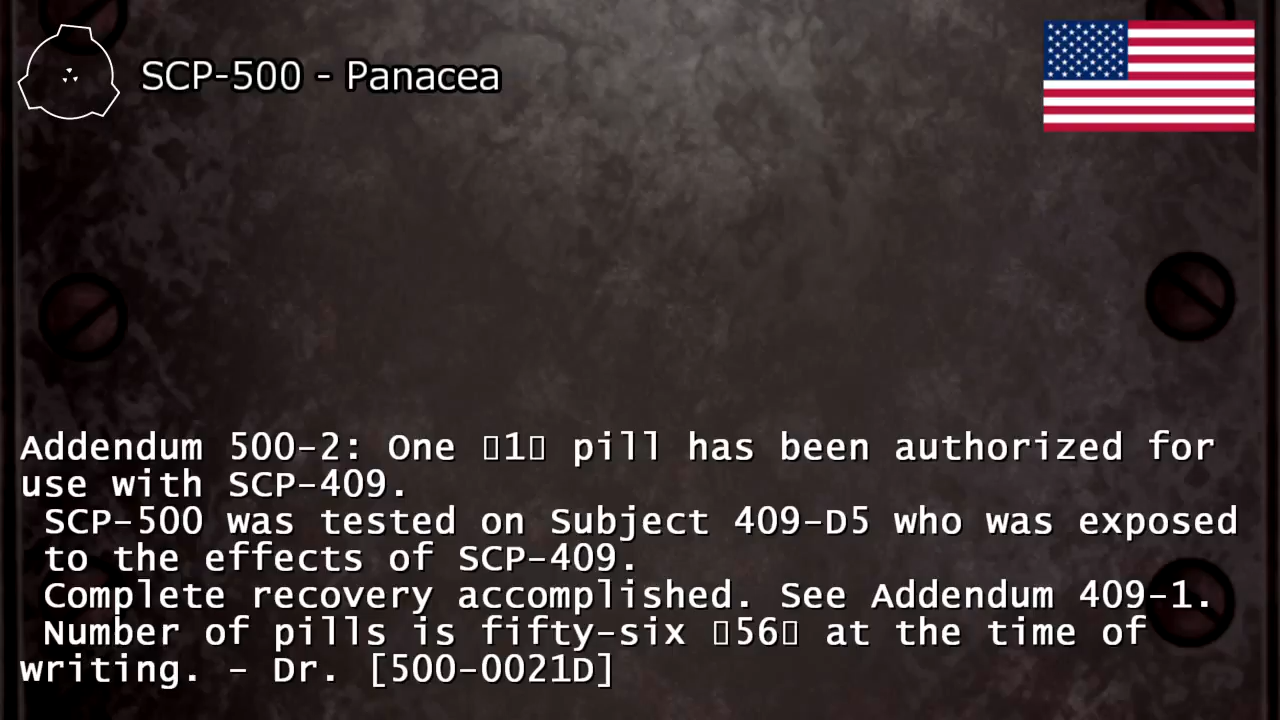 SCP-500 - Panacea
Addendum 500-2: One ▯1▯ pill has been authorized for
use with SCP-409.
SCP-500 was tested on Subject 409-D5 who was exposed
to the effects of SCP-409.
Complete recovery accomplished. See Addendum 409-1.
Number of pills is fifty-six ▯56▯ at the time of
writing. - Dr. [500-0021D]